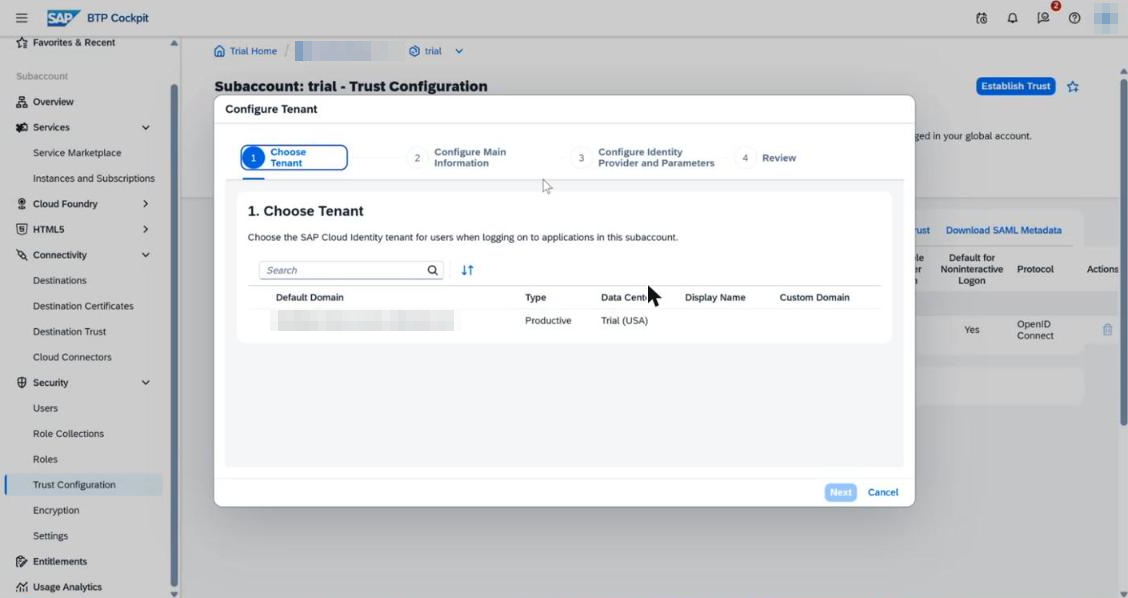 SAP BTP Cockpit
2
Favorites & Recent
Trial Home / trial
Subaccount
Subaccount: trial - Trust Configuration
Establish Trust
Overview
Services
Service Marketplace
Instances and Subscriptions
Cloud Foundry
HTML5
Connectivity
Destinations
Destination Certificates
Destination Trust
Cloud Connectors
Security
Users
Role Collections
Roles
Trust Configuration
Encryption
Settings
Entitlements
Usage Analytics
Configure Tenant
1 Choose
Tenant
2 Configure Main
Information
3 Configure Identity
Provider and Parameters
4 Review
1. Choose Tenant
Choose the SAP Cloud Identity tenant for users when logging on to applications in this subaccount.
Search
Default Domain Type Data Cent Display Name Custom Domain
Productive Trial (USA)
Next Cancel
in your global account.
Download SAML Metadata
Default for
Noninteractive
Logon
Protocol
Actions
Yes
OpenID
Connect